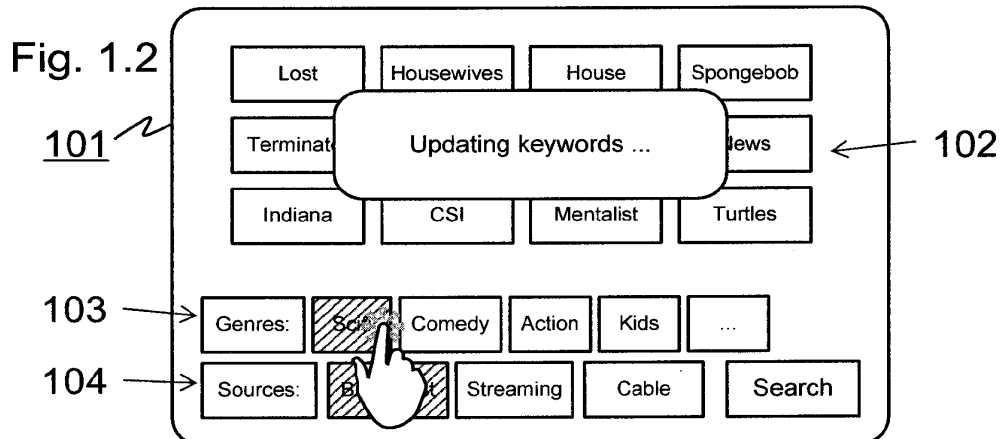 Fig. 1.2
Lost Housewives House Spongebob
101 Updating keywords ... 102
Indiana CSI Mentalist Turtles
103 Genres: Comedy Action Kids ...
104 Sources: Streaming Cable Search